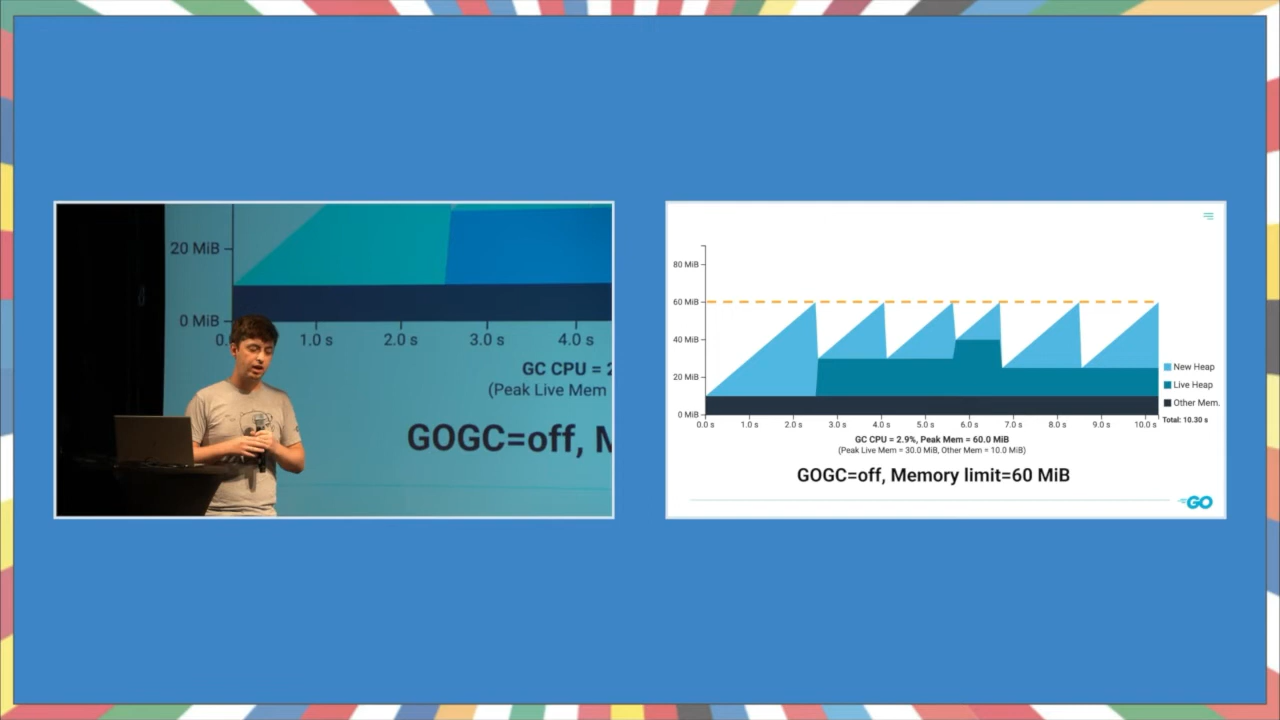 20 MiB
0 MiB
0.
1.0 s
2.0 s
3.0 s
4.0 s
GC CPU = 2
(Peak Live Mem
GOGC=off, M
80 MiB
60 MiB
40 MiB
20 MiB
0 MiB
0.0 s 1.0 s 2.0 s 3.0 s 4.0 s 5.0 s 6.0 s 7.0 s 8.0 s 9.0 s 10.0 s
New Heap
Live Heap
Other Mem.
Total: 10.30 s
GC CPU = 2.9%, Peak Mem = 60.0 MiB
(Peak Live Mem = 30.0 MiB, Other Mem = 10.0 MiB)
GOGC=off, Memory limit=60 MiB
GO